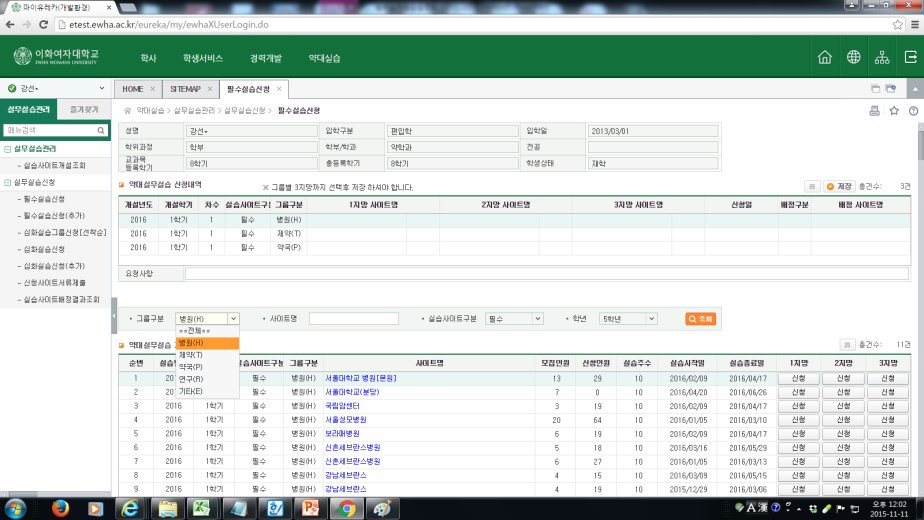 마이유레카(개발환경)
etest.ewha.ac.kr/eureka/my/ewhaXUserLogin.do
이화여자대학교
EWHA WOMANS UNIVERSITY
학사 학생서비스 경력개발 약대실습
강선*
HOME SITEMAP 필수실습신청
실무실습관리 즐겨찾기
약대실습 > 실무실습관리 > 실무실습신청 > 필수실습신청
메뉴검색
실무실습관리
- 실습사이트개설조회
실무실습신청
- 필수실습신청
- 필수실습신청(추가)
- 심화실습그룹신청[선착순]
- 심화실습신청
- 심화실습신청(추가)
- 선정사이트서류제출
- 실습사이트배정결과조회
성명 강선* 입학구분 편입학 입학일 2013/03/01
학위과정 학부 학부/학과 약학과 전공
교과목
등록학기 8학기 총등록학기 8학기 학생상태 재학
약대실무실습 신청내역 ※ 그룹별 3지망까지 선택후 저장 하셔야 합니다. 저장 총건수: 3건
개설년도 개설학기 차수 실습사이트구 그룹구분 1지망 사이트명 2지망 사이트명 3지망 사이트명 신청일 배정구분 배정 사이트명
2016 1학기 1 필수 병원(H)
2016 1학기 1 필수 제약(T)
2016 1학기 1 필수 약국(P)
요청사항
그룹구분 병원(H) 사이트명 실습사이트구분 필수 학년 5학년 조회
==전체==
병원(H)
제약(T)
약국(P)
연구(R)
기타(E)
약대실무실습 총건수: 11건
순번 그룹구분 사이트명 모집인원 신청인원 실습주수 실습시작일 실습종료일 1지망 2지망 3지망
1 필수 병원(H) 서울대학교 병원[본원] 13 29 10 2016/02/09 2016/04/17 신청 신청 신청
2 필수 병원(H) 서울대학교(분당) 7 0 10 2016/04/20 2016/06/26 신청 신청 신청
3 2016 1학기 필수 병원(H) 국립암센터 3 19 10 2016/02/09 2016/04/17 신청 신청 신청
4 2016 1학기 필수 병원(H) 서울성모병원 20 64 10 2016/01/05 2016/03/10 신청 신청 신청
5 2016 1학기 필수 병원(H) 보라매병원 6 19 10 2016/02/09 2016/04/17 신청 신청 신청
6 2016 1학기 필수 병원(H) 신촌세브란스병원 5 18 10 2016/03/16 2016/05/29 신청 신청 신청
7 2016 1학기 필수 병원(H) 신촌세브란스병원 6 27 10 2016/01/05 2016/03/13 신청 신청 신청
8 2016 1학기 필수 병원(H) 강남세브란스 4 15 10 2016/03/09 2016/05/15 신청 신청 신청
9 2016 1학기 필수 병원(H) 강남세브란스 4 19 10 2015/12/29 2016/03/06 신청 신청 신청
A 漢
오후 12:02
2015-11-11